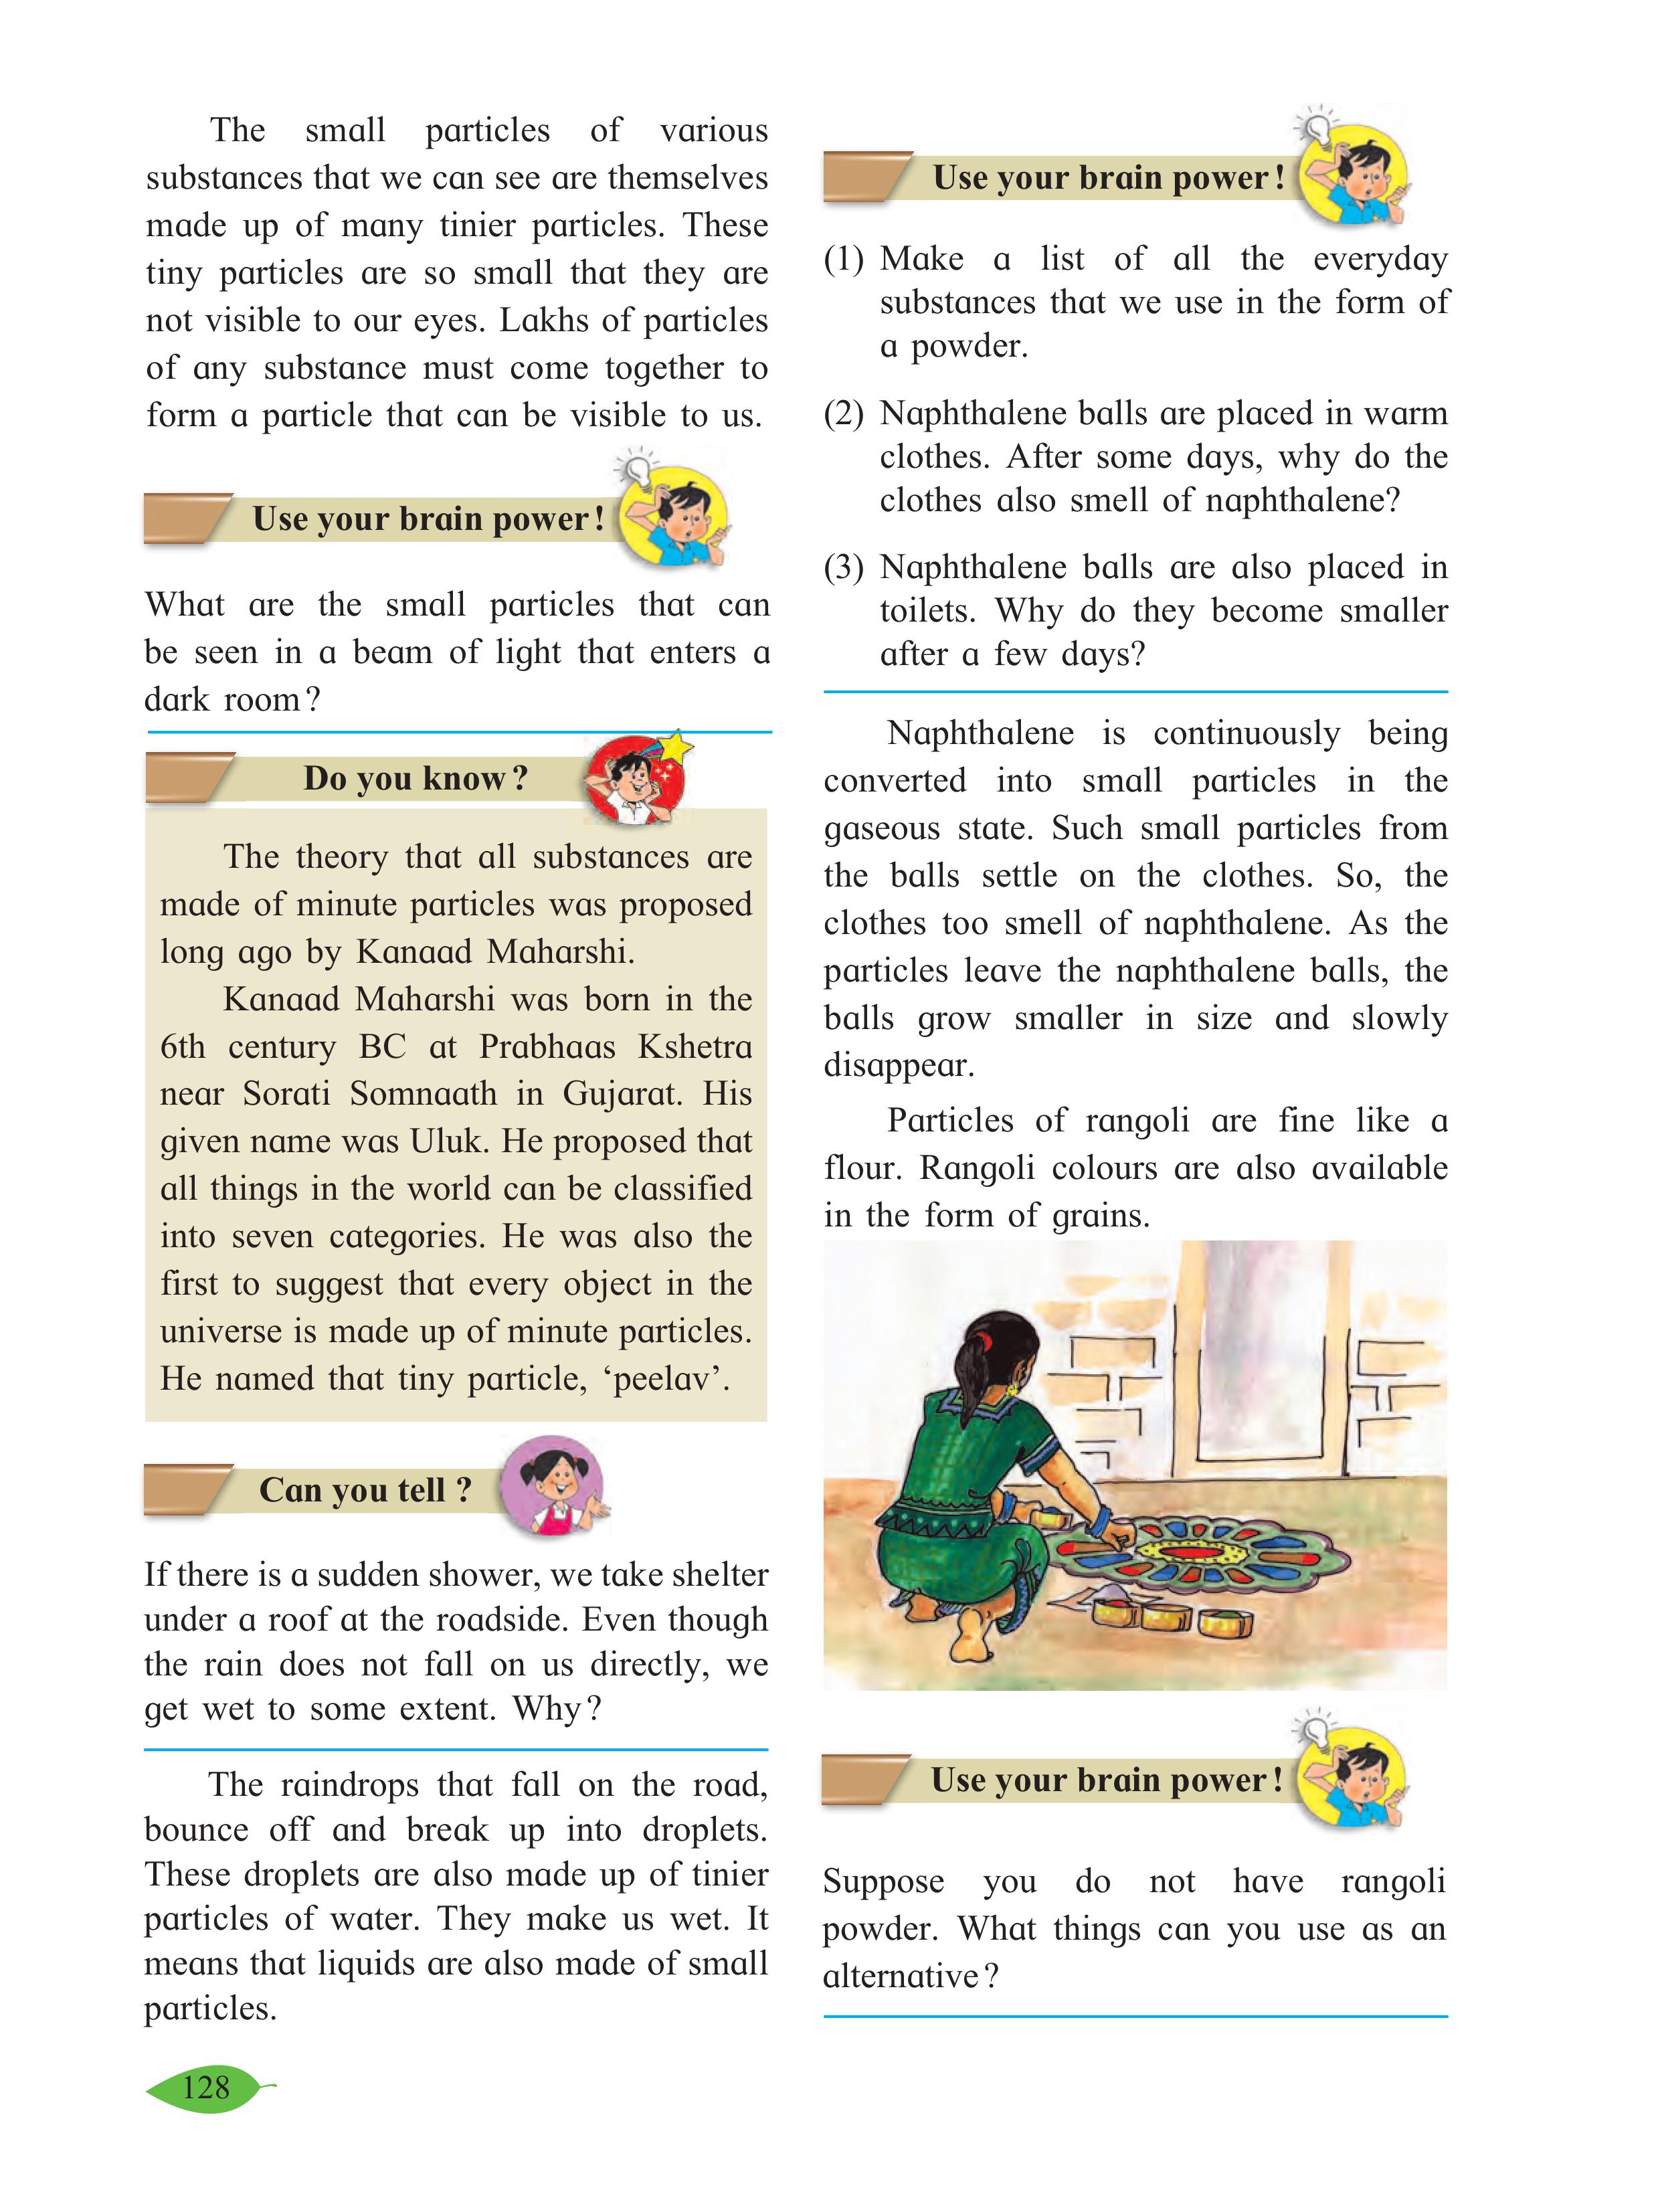 The small particles of various
substances that we can see are themselves
made up of many tinier particles. These
tiny particles are so small that they are
not visible to our eyes. Lakhs of particles
of any substance must come together to
form a particle that can be visible to us.
Use your brain power!
What are the small particles that can
be seen in a beam of light that enters a
dark room?
Do you know?
The theory that all substances are
made of minute particles was proposed
long ago by Kanaad Maharshi.
Kanaad Maharshi was born in the
6th century BC at Prabhaas Kshetra
near Sorati Somnaath in Gujarat. His
given name was Uluk. He proposed that
all things in the world can be classified
into seven categories. He was also the
first to suggest that every object in the
universe is made up of minute particles.
He named that tiny particle, ‘peelav’.
Can you tell ?
If there is a sudden shower, we take shelter
under a roof at the roadside. Even though
the rain does not fall on us directly, we
get wet to some extent. Why?
The raindrops that fall on the road,
bounce off and break up into droplets.
These droplets are also made up of tinier
particles of water. They make us wet. It
means that liquids are also made of small
particles.
Use your brain power!
(1) Make a list of all the everyday
substances that we use in the form of
a powder.
(2) Naphthalene balls are placed in warm
clothes. After some days, why do the
clothes also smell of naphthalene?
(3) Naphthalene balls are also placed in
toilets. Why do they become smaller
after a few days?
Naphthalene is continuously being
converted into small particles in the
gaseous state. Such small particles from
the balls settle on the clothes. So, the
clothes too smell of naphthalene. As the
particles leave the naphthalene balls, the
balls grow smaller in size and slowly
disappear.
Particles of rangoli are fine like a
flour. Rangoli colours are also available
in the form of grains.
Use your brain power!
Suppose you do not have rangoli
powder. What things can you use as an
alternative?
128